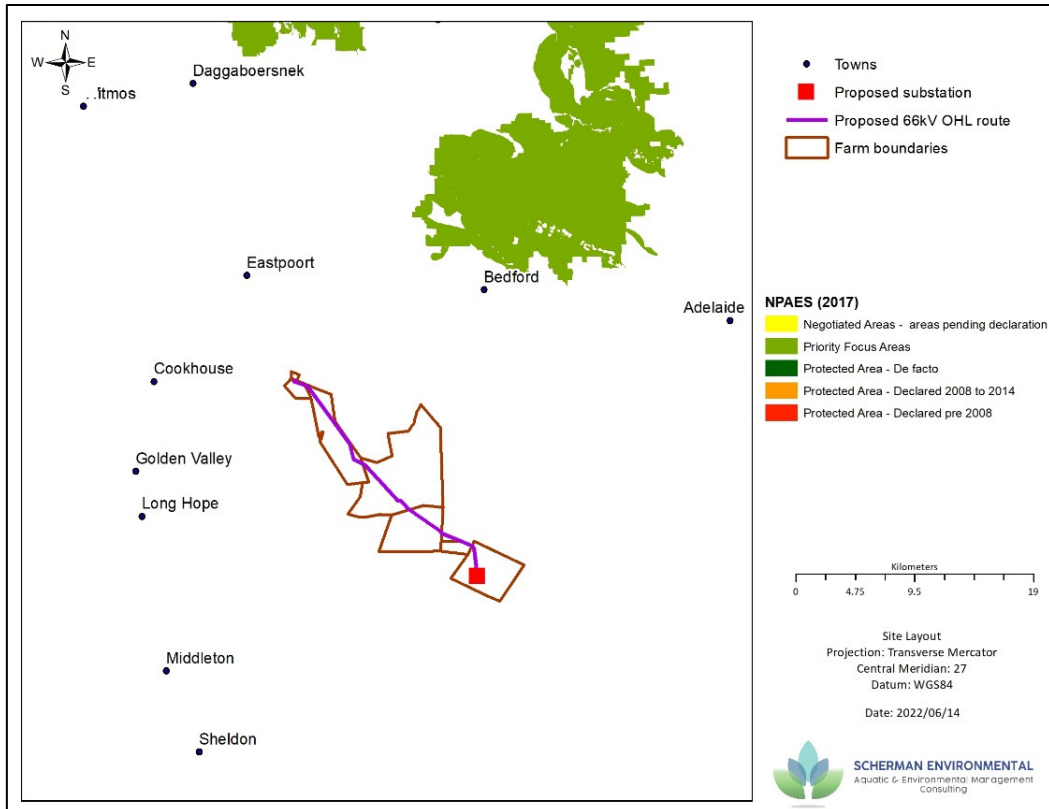 N
W E
S
Daggaboersnek
Eastpoort
Bedford
Adelaide
Cookhouse
Golden Valley
Long Hope
Middleton
Sheldon
Towns
Proposed substation
Proposed 66kV OHL route
Farm boundaries
NPAES (2017)
Negotiated Areas - areas pending declaration
Priority Focus Areas
Protected Area - De facto
Protected Area - Declared 2008 to 2014
Protected Area - Declared pre 2008
Kilometers
0 4.75 9.5 19
Site Layout
Projection: Transverse Mercator
Central Meridian: 27
Datum: WGS84
Date: 2022/06/14
SCHERMAN ENVIRONMENTAL
Aquatic & Environmental Management
Consulting